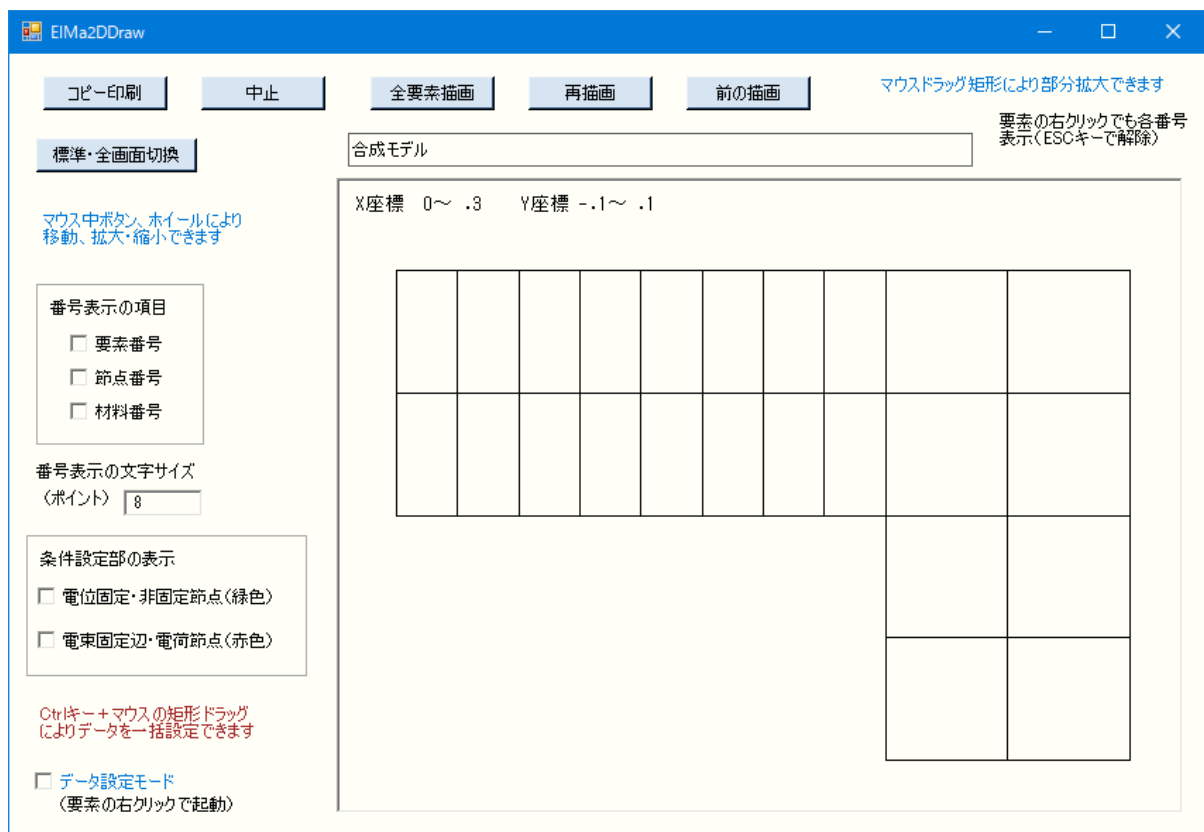 ElMa2DDraw
コピー印刷
中止
全要素描画
再描画
前の描画
マウスドラッグ矩形により部分拡大できます
要素の右クリックでも各番号
表示(ESCキーで解除)
標準・全画面切換
合成モデル
マウス中ボタン、ホイールにより
移動、拡大・縮小できます
X座標 0～ .3 Y座標 -.1～ .1
番号表示の項目
要素番号
節点番号
材料番号
番号表示の文字サイズ
(ポイント) 8
条件設定部の表示
電位固定・非固定節点(緑色)
電束固定辺・電荷節点(赤色)
Ctrlキー+マウスの矩形ドラッグ
によりデータを一括設定できます
データ設定モード
(要素の右クリックで起動)